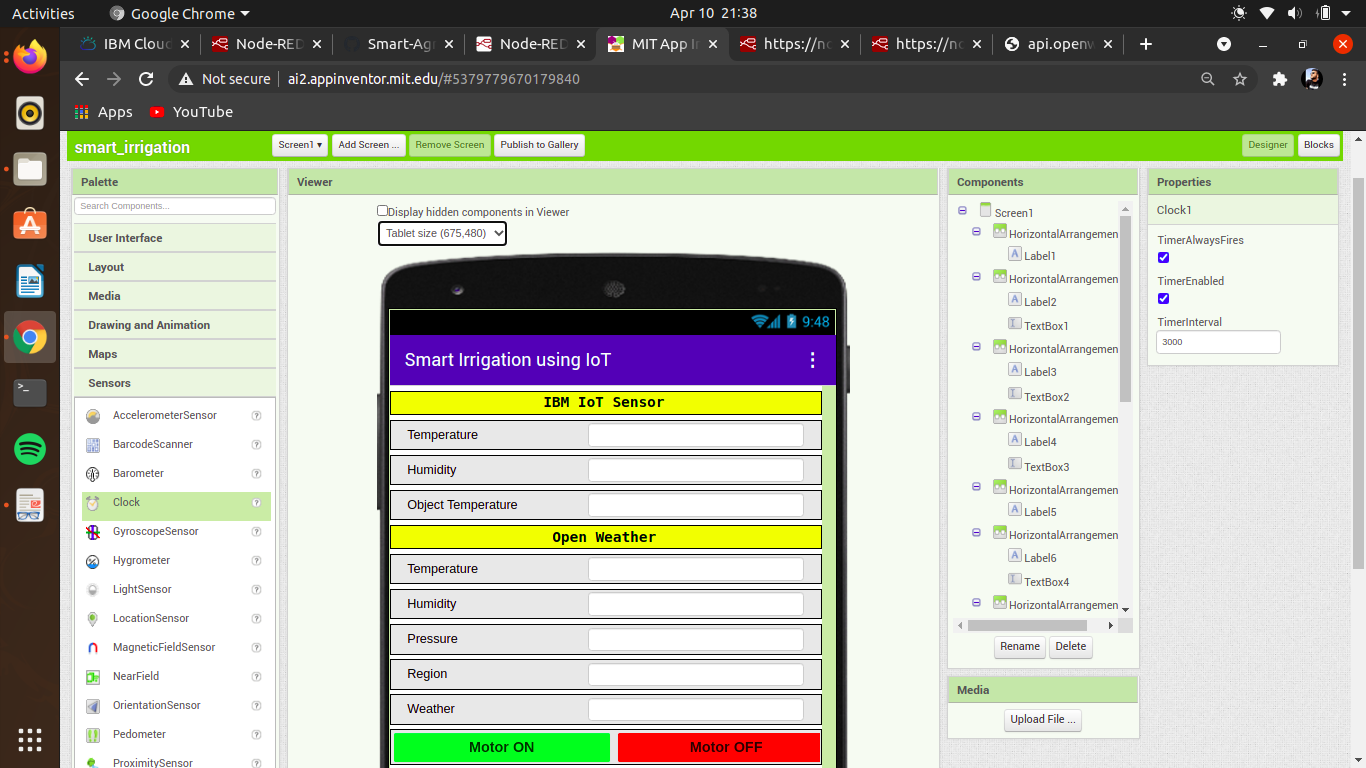 Activities
Google Chrome
Apr 10 21:38
IBM Cloud
Node-RED
Smart-Agr
Node-RED
MIT App In
https://no
https://no
api.openw
Not secure
ai2.appinventor.mit.edu/#5379779670179840
Apps
YouTube
smart_irrigation
Screen1
Add Screen ...
Remove Screen
Publish to Gallery
Designer
Blocks
Palette
Search Components...
User Interface
Layout
Media
Drawing and Animation
Maps
Sensors
AccelerometerSensor
BarcodeScanner
Barometer
Clock
GyroscopeSensor
Hygrometer
LightSensor
LocationSensor
MagneticFieldSensor
NearField
OrientationSensor
Pedometer
ProximitySensor
Viewer
Display hidden components in Viewer
Tablet size (675,480)
9:48
Smart Irrigation using IoT
IBM IoT Sensor
Temperature
Humidity
Object Temperature
Open Weather
Temperature
Humidity
Pressure
Region
Weather
Motor ON
Motor OFF
Components
Screen1
HorizontalArrangemen
Label1
HorizontalArrangemen
Label2
TextBox1
HorizontalArrangemen
Label3
TextBox2
HorizontalArrangemen
Label4
TextBox3
HorizontalArrangemen
Label5
HorizontalArrangemen
Label6
TextBox4
HorizontalArrangemen
Rename
Delete
Media
Upload File ...
Properties
Clock1
TimerAlwaysFires
TimerEnabled
TimerInterval
3000